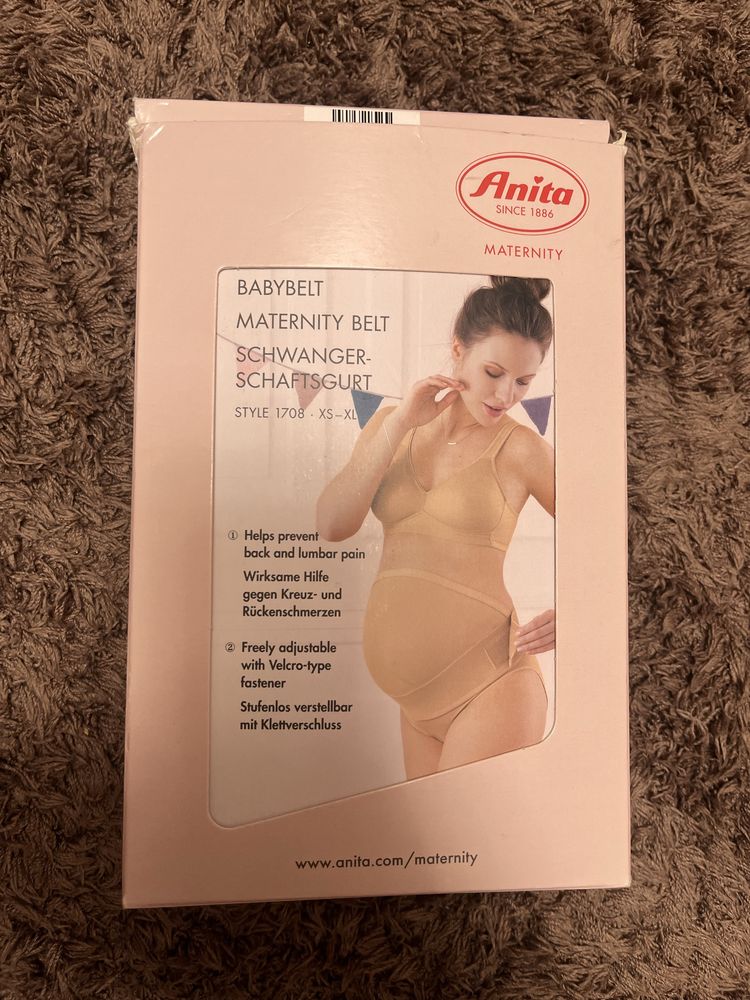 Anita
SINCE 1886
MATERNITY
BABYBELT
MATERNITY BELT
SCHWANGER-
SCHAFTSGURT
STYLE 1708 · XS–XL
① Helps prevent
back and lumbar pain
Wirksame Hilfe
gegen Kreuz- und
Rückenschmerzen
② Freely adjustable
with Velcro-type
fastener
Stufenlos verstellbar
mit Klettverschluss
www.anita.com/maternity